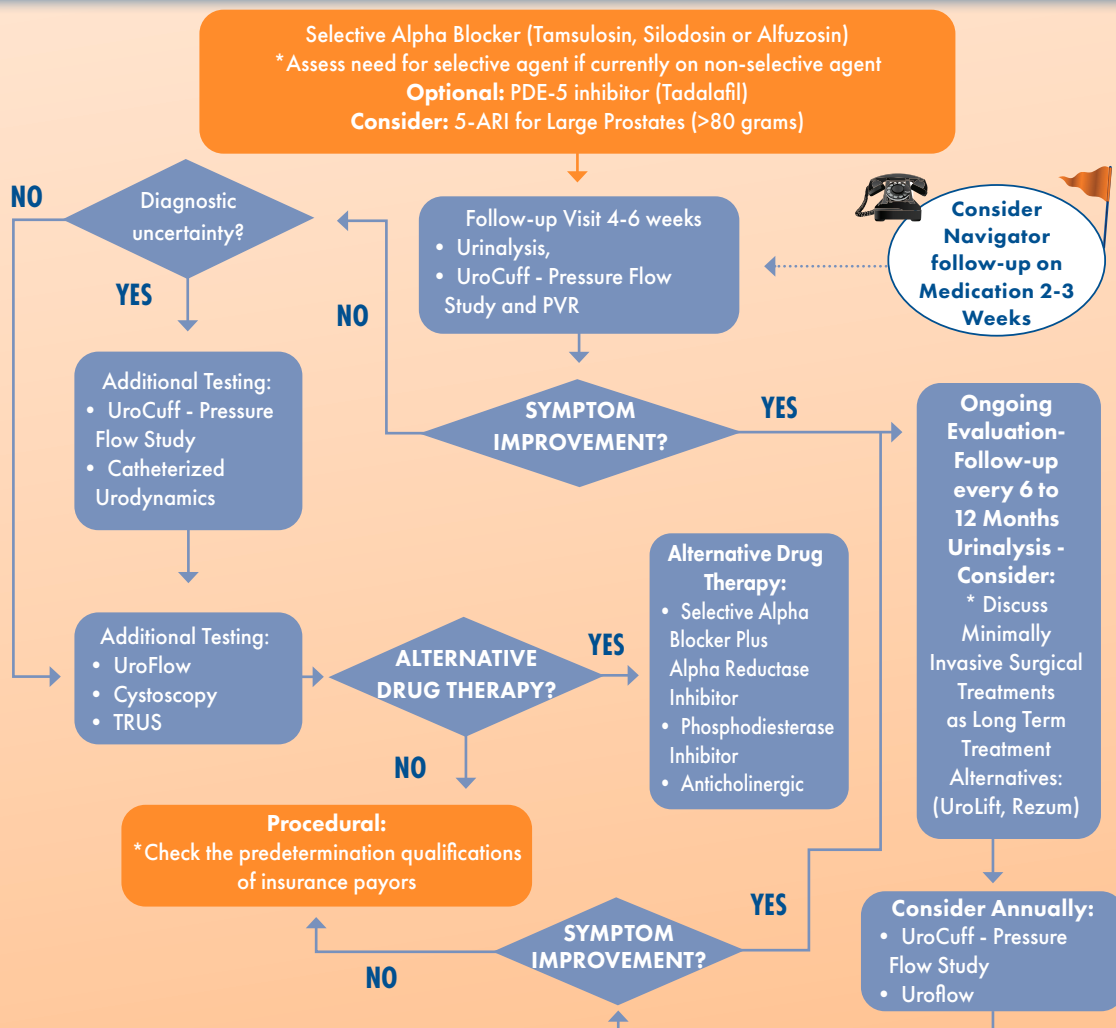 Selective Alpha Blocker (Tamsulosin, Silodosin or Alfuzosin)
*Assess need for selective agent if currently on non-selective agent
Optional: PDE-5 inhibitor (Tadalafil)
Consider: 5-ARI for Large Prostates (>80 grams)
NO
Diagnostic
uncertainty?
YES
Follow-up Visit 4-6 weeks
• Urinalysis,
• UroCuff - Pressure Flow
Study and PVR
Consider
Navigator
follow-up on
Medication 2-3
Weeks
NO
SYMPTOM
IMPROVEMENT?
YES
Additional Testing:
• UroCuff - Pressure
Flow Study
• Catheterized
Urodynamics
Ongoing
Evaluation-
Follow-up
every 6 to
12 Months
Urinalysis -
Consider:
* Discuss
Minimally
Invasive Surgical
Treatments
as Long Term
Treatment
Alternatives:
(UroLift, Rezum)
Additional Testing:
• UroFlow
• Cystoscopy
• TRUS
ALTERNATIVE
DRUG THERAPY?
YES
NO
Alternative Drug
Therapy:
• Selective Alpha
Blocker Plus
Alpha Reductase
Inhibitor
• Phosphodiesterase
Inhibitor
• Anticholinergic
Procedural:
*Check the predetermination qualifications
of insurance payors
SYMPTOM
IMPROVEMENT?
YES
NO
Consider Annually:
• UroCuff - Pressure
Flow Study
• Uroflow